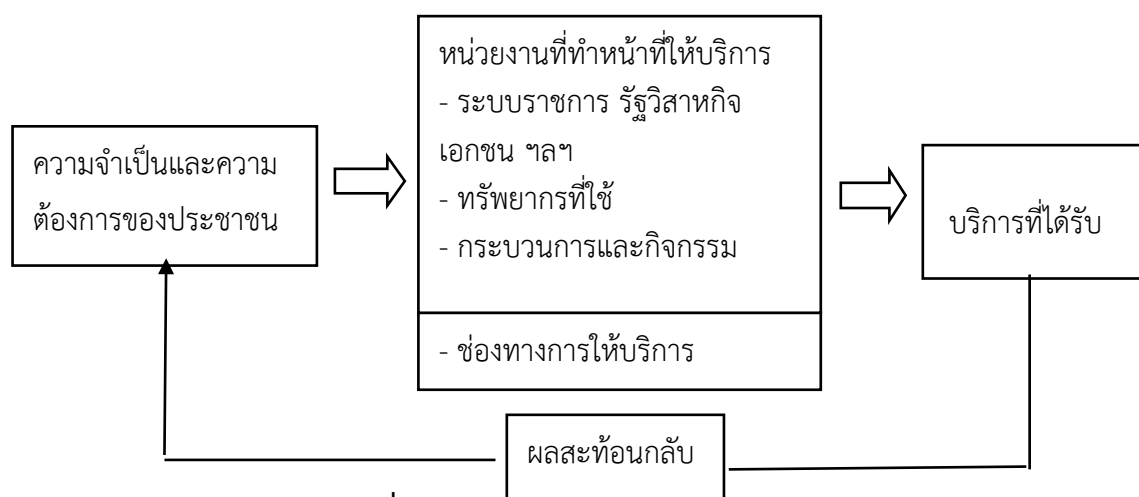 หน่วยงานที่ทำหน้าที่ให้บริการ
- ระบบราชการ รัฐวิสาหกิจ
เอกชน ฯลฯ
- ทรัพยากรที่ใช้
- กระบวนการและกิจกรรม
- ช่องทางการให้บริการ
ความจำเป็นและความ
ต้องการของประชาชน
บริการที่ได้รับ
ผลสะท้อนกลับ